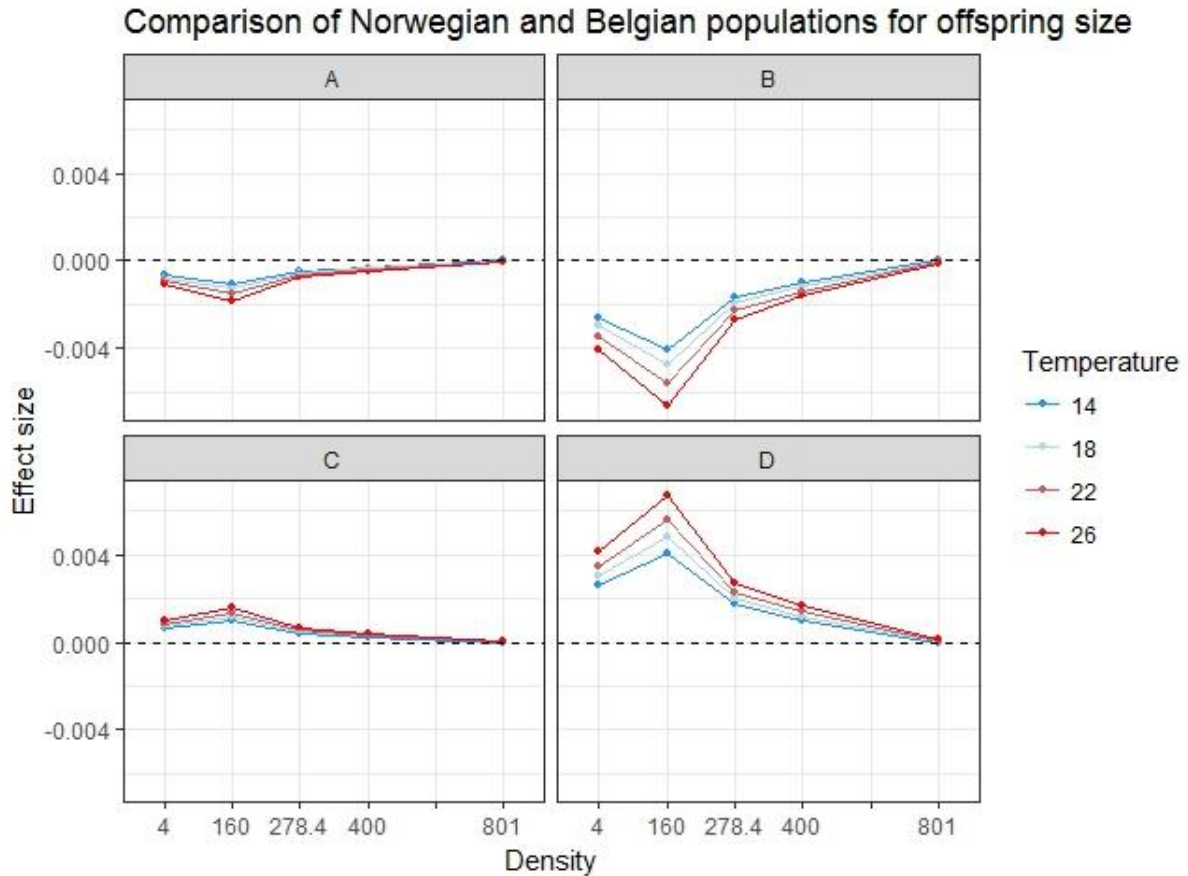 Comparison of Norwegian and Belgian populations for offspring size
A
B
0.004
0.000
-0.004
C
D
0.004
0.000
-0.004
Effect size
4 160 278.4 400 801
4 160 278.4 400 801
Density
Temperature
14
18
22
26